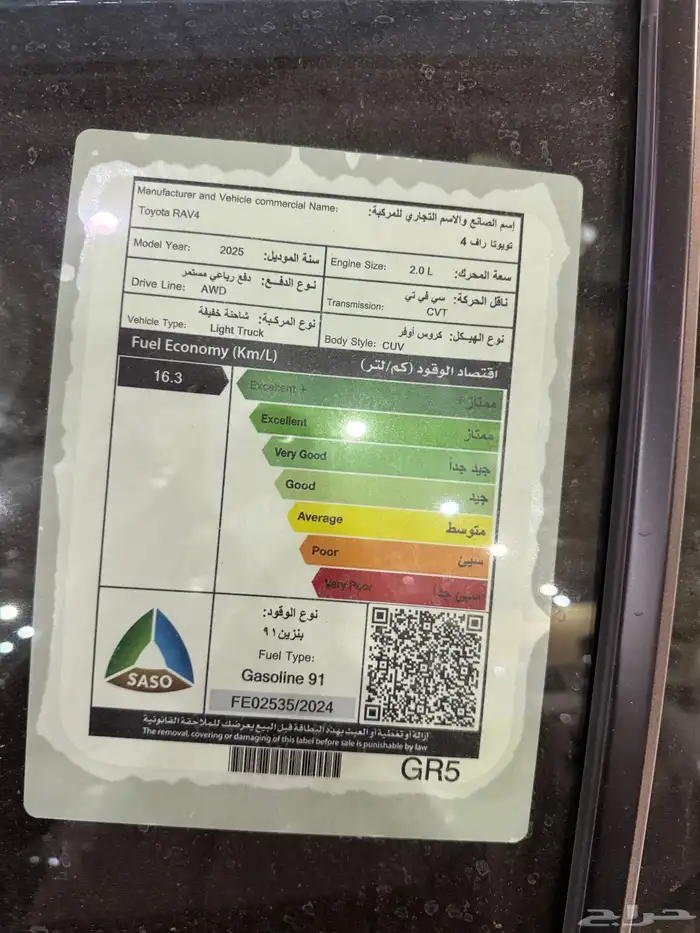 Manufacturer and Vehicle commercial Name:
إسم الصانع والاسم التجاري للمركبة:
Toyota RAV4
تويوتا راف 4
Model Year: 2025 سنة الموديل:
Engine Size: 2.0 L سعة المحرك:
Drive Line: دفع رباعي مستمر نوع الدفع:
AWD
Transmission: سي في تي ناقل الحركة:
CVT
Vehicle Type: شاحنة خفيفة نوع المركبة:
Light Truck
Body Style: كروس أوفر نوع الهيكل:
CUV
Fuel Economy (Km/L)
اقتصاد الوقود (كم/لتر)
16.3
Excellent + ممتاز+
Excellent ممتاز
Very Good جيد جداً
Good جيد
Average متوسط
Poor سيئ
Very Poor سيئ جداً
SASO
نوع الوقود:
بنزين ٩١
Fuel Type:
Gasoline 91
FE02535/2024
إزالة أو تغطية أو العبث بهذه البطاقة قبل البيع يعرضك للملاحقة القانونية
The removal, covering or damaging of this label before sale is punishable by law
GR5
حراج